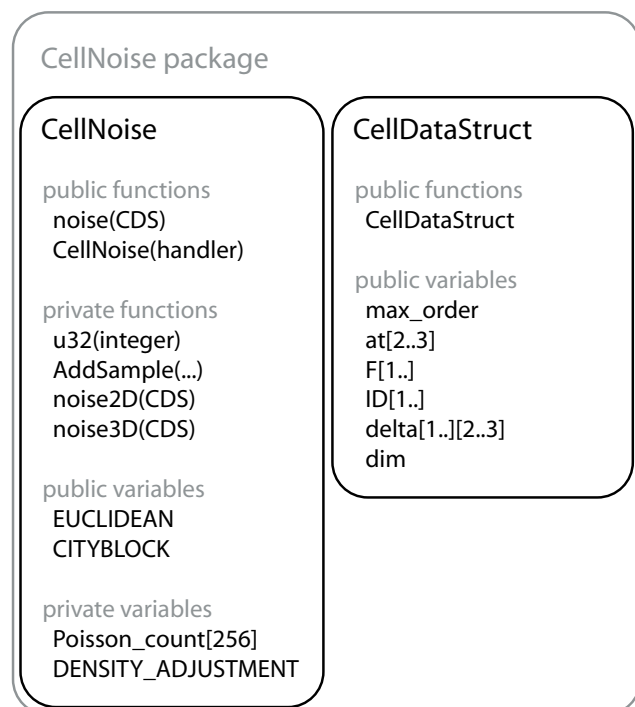 CellNoise package
CellNoise
public functions
noise(CDS)
CellNoise(handler)
private functions
u32(integer)
AddSample(...)
noise2D(CDS)
noise3D(CDS)
public variables
EUCLIDEAN
CITYBLOCK
private variables
Poisson_count[256]
DENSITY_ADJUSTMENT
CellDataStruct
public functions
CellDataStruct
public variables
max_order
at[2..3]
F[1..]
ID[1..]
delta[1..][2..3]
dim